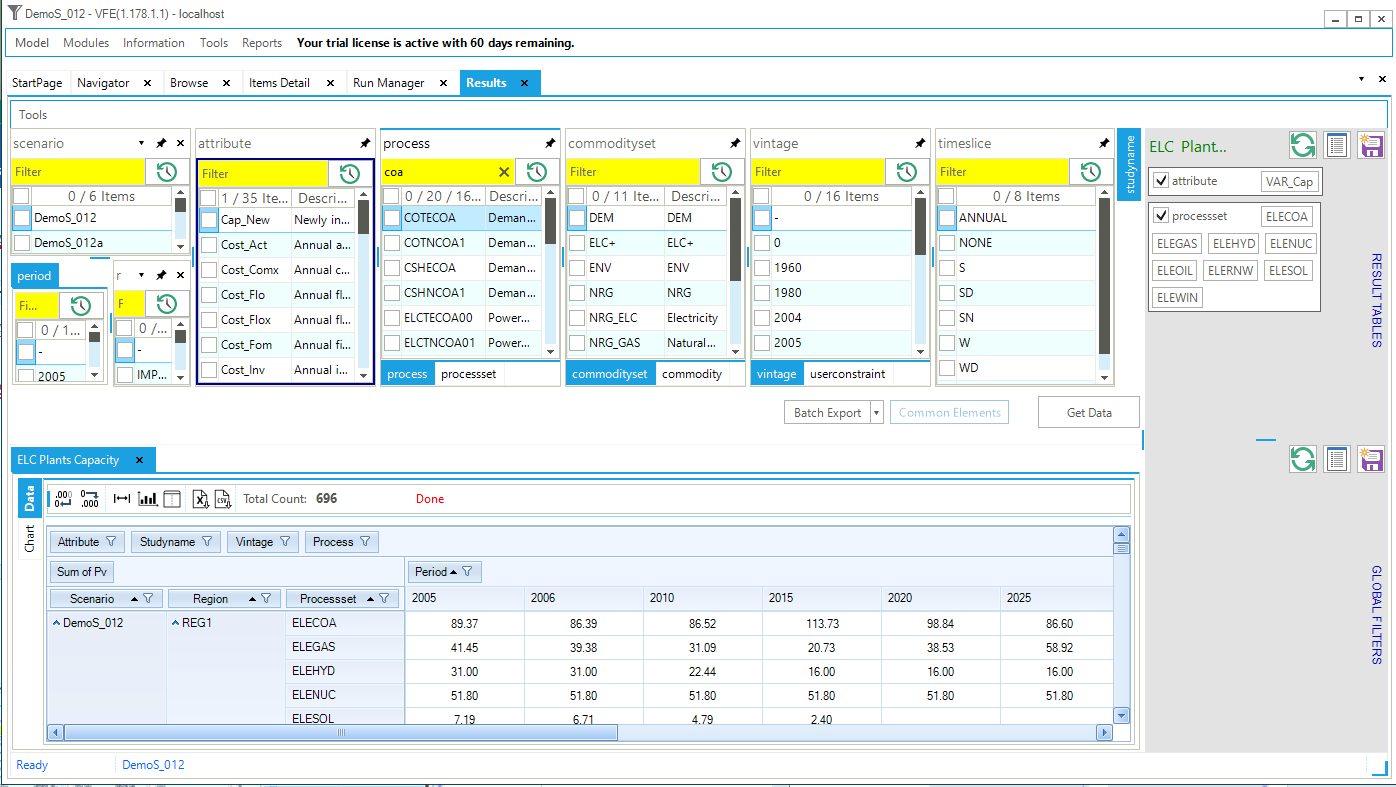 DemoS_012 - VFE(1.178.1.1) - localhost
Model Modules Information Tools Reports Your trial license is active with 60 days remaining.
StartPage Navigator Browse Items Detail Run Manager Results
Tools
scenario
Filter
0 / 6 Items
DemoS_012
DemoS_012a
period
Fi...
0 / 1...
-
2005
r
F
0 /...
-
IMP...
attribute
Filter
1 / 35 Ite... Descri...
Cap_New Newly in...
Cost_Act Annual a...
Cost_Comx Annual c...
Cost_Flo Annual fl...
Cost_Flox Annual fl...
Cost_Fom Annual fi...
Cost_Inv Annual i...
process
coa
0 / 20 / 16... Descri...
COTECOA Deman...
COTNCOA1 Deman...
CSHECOA Deman...
CSHNCOA1 Deman...
ELCTECOA00 Power...
ELCTNCOA01 Power...
process processset
commodityset
Filter
0 / 11 Ite... Descri...
DEM DEM
ELC+ ELC+
ENV ENV
NRG NRG
NRG_ELC Electricity
NRG_GAS Natural...
commodityset commodity
vintage
Filter
0 / 16 Items
-
0
1960
1980
2004
2005
vintage userconstraint
timeslice
Filter
0 / 8 Items
ANNUAL
NONE
S
SD
SN
W
WD
studyname
ELC Plant...
attribute VAR_Cap
processset ELECOA
ELEGAS ELEHYD ELENUC
ELEOIL ELERNW ELESOL
ELEWIN
RESULT TABLES
Batch Export Common Elements Get Data
ELC Plants Capacity
Data
Chart
.000 .000 Total Count: 696 Done
Attribute Studyname Vintage Process
Sum of Pv Period
Scenario Region Processset 2005 2006 2010 2015 2020 2025
DemoS_012 REG1 ELECOA 89.37 86.39 86.52 113.73 98.84 86.60
ELEGAS 41.45 39.38 31.09 20.73 38.53 58.92
ELEHYD 31.00 31.00 22.44 16.00 16.00 16.00
ELENUC 51.80 51.80 51.80 51.80 51.80 51.80
ELESOL 7.19 6.71 4.79 2.40
GLOBAL FILTERS
Ready DemoS_012